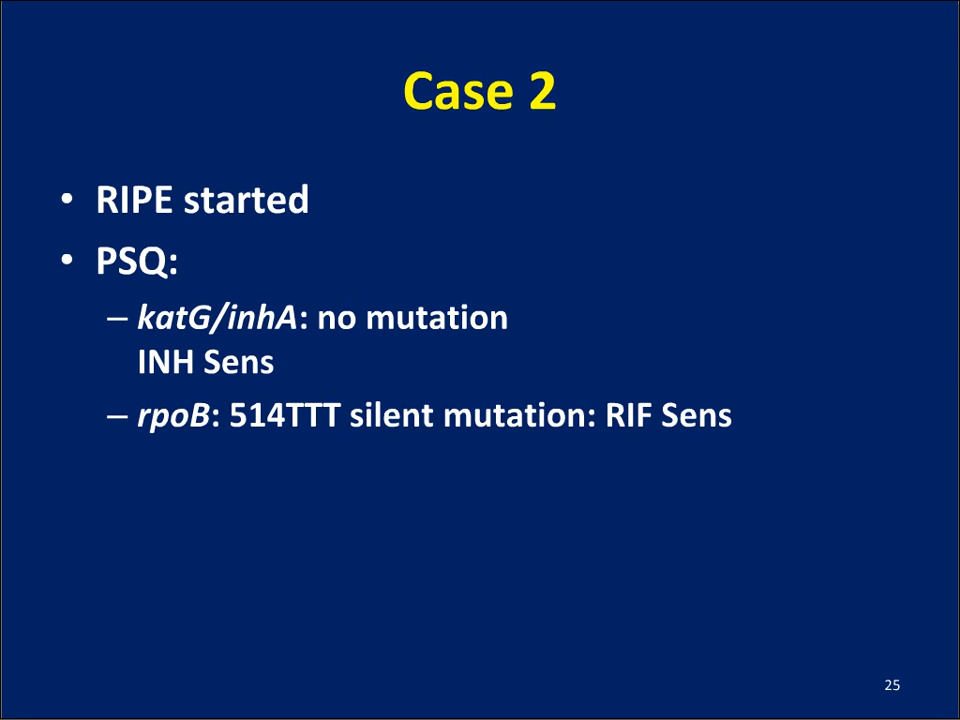 Case 2
• RIPE started
• PSQ:
– katG/inhA: no mutation
INH Sens
– rpoB: 514TTT silent mutation: RIF Sens
25